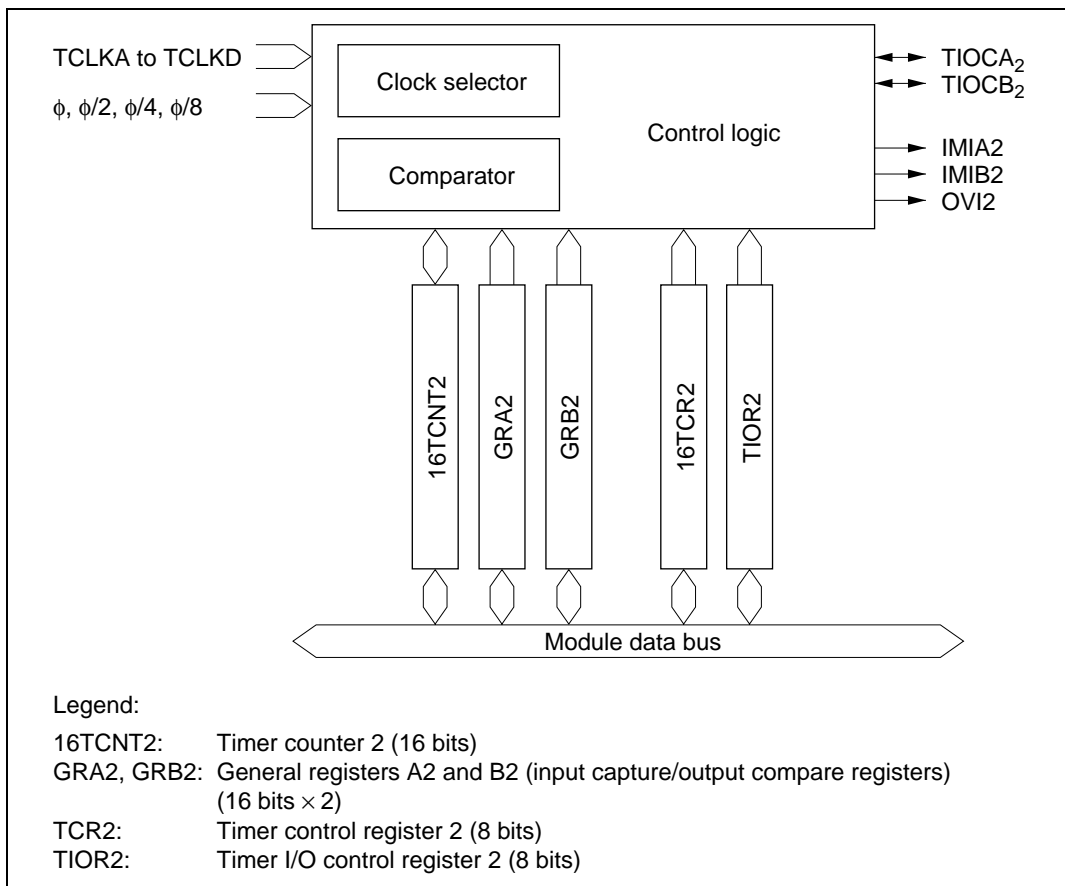 TCLKA to TCLKD
ϕ, ϕ/2, ϕ/4, ϕ/8
Clock selector
Comparator
Control logic
TIOCA2
TIOCB2
IMIA2
IMIB2
OVI2
16TCNT2
GRA2
GRB2
16TCR2
TIOR2
Module data bus
Legend:
16TCNT2: Timer counter 2 (16 bits)
GRA2, GRB2: General registers A2 and B2 (input capture/output compare registers)
(16 bits × 2)
TCR2: Timer control register 2 (8 bits)
TIOR2: Timer I/O control register 2 (8 bits)